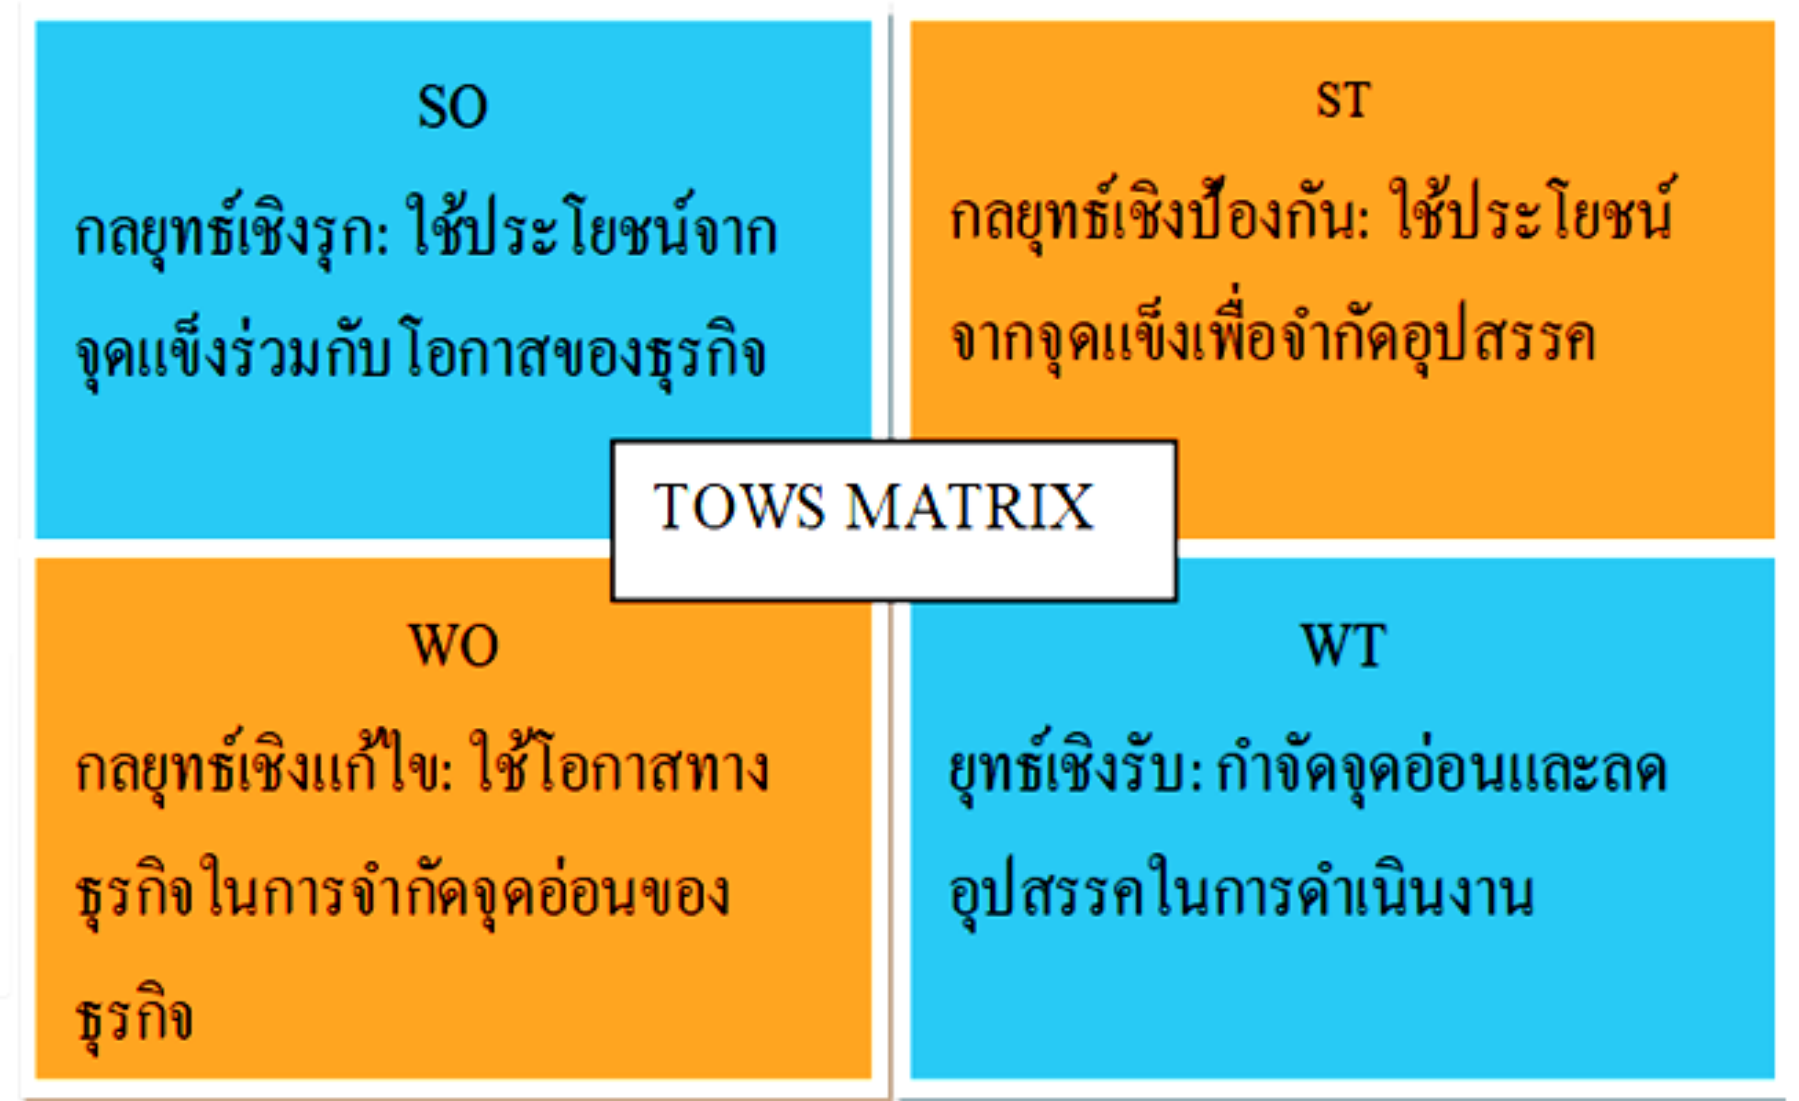 SO
กลยุทธ์เชิงรุก: ใช้ประโยชน์จาก
จุดแข็งร่วมกับโอกาสของธุรกิจ
ST
กลยุทธ์เชิงป้องกัน: ใช้ประโยชน์
จากจุดแข็งเพื่อจำกัดอุปสรรค
TOWS MATRIX
WO
กลยุทธ์เชิงแก้ไข: ใช้โอกาสทาง
ธุรกิจในการจำกัดจุดอ่อนของ
ธุรกิจ
WT
ยุทธ์เชิงรับ: กำจัดจุดอ่อนและลด
อุปสรรคในการดำเนินงาน